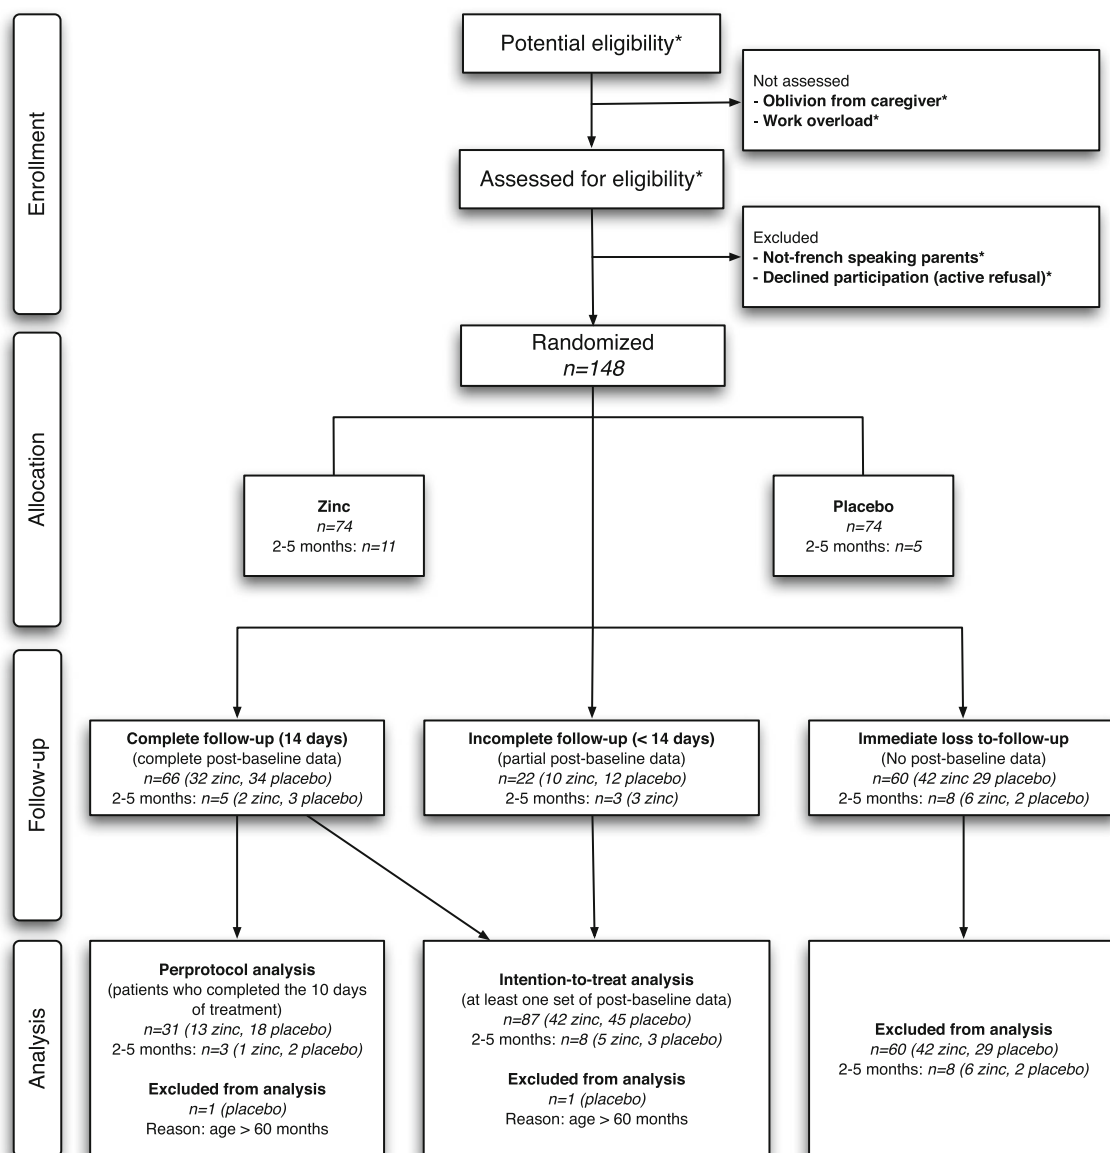 Enrollment
Potential eligibility*
Not assessed
- Oblivion from caregiver*
- Work overload*
Assessed for eligibility*
Excluded
- Not-french speaking parents*
- Declined participation (active refusal)*
Allocation
Randomized
n=148
Zinc
n=74
2-5 months: n=11
Placebo
n=74
2-5 months: n=5
Follow-up
Complete follow-up (14 days)
(complete post-baseline data)
n=66 (32 zinc, 34 placebo)
2-5 months: n=5 (2 zinc, 3 placebo)
Incomplete follow-up (< 14 days)
(partial post-baseline data)
n=22 (10 zinc, 12 placebo)
2-5 months: n=3 (3 zinc)
Immediate loss to-follow-up
(No post-baseline data)
n=60 (42 zinc 29 placebo)
2-5 months: n=8 (6 zinc, 2 placebo)
Analysis
Perprotocol analysis
(patients who completed the 10 days
of treatment)
n=31 (13 zinc, 18 placebo)
2-5 months: n=3 (1 zinc, 2 placebo)
Excluded from analysis
n=1 (placebo)
Reason: age > 60 months
Intention-to-treat analysis
(at least one set of post-baseline data)
n=87 (42 zinc, 45 placebo)
2-5 months: n=8 (5 zinc, 3 placebo)
Excluded from analysis
n=1 (placebo)
Reason: age > 60 months
Excluded from analysis
n=60 (42 zinc, 29 placebo)
2-5 months: n=8 (6 zinc, 2 placebo)